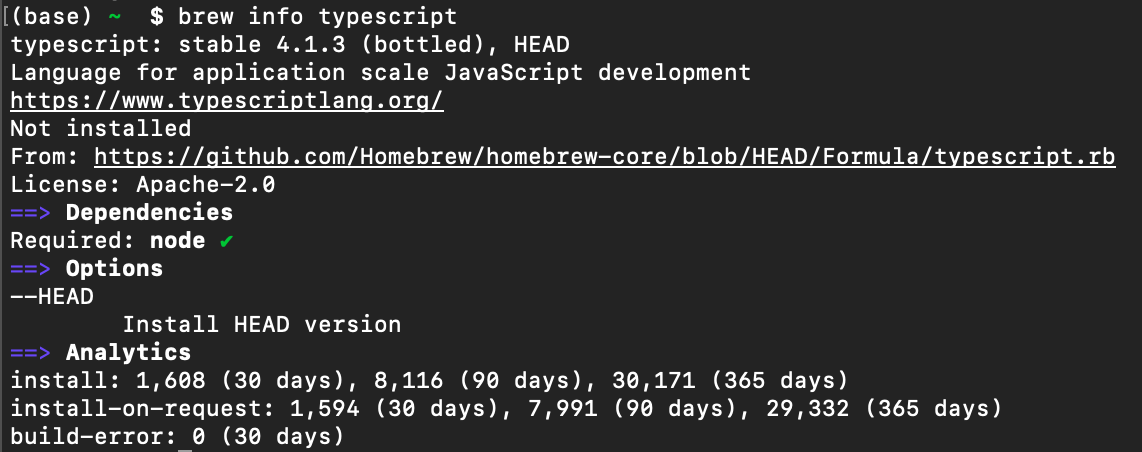 [(base) ~  $ brew info typescript
typescript: stable 4.1.3 (bottled), HEAD
Language for application scale JavaScript development
https://www.typescriptlang.org/
Not installed
From: https://github.com/Homebrew/homebrew-core/blob/HEAD/Formula/typescript.rb
License: Apache-2.0
==> Dependencies
Required: node ✔
==> Options
--HEAD
        Install HEAD version
==> Analytics
install: 1,608 (30 days), 8,116 (90 days), 30,171 (365 days)
install-on-request: 1,594 (30 days), 7,991 (90 days), 29,332 (365 days)
build-error: 0 (30 days)